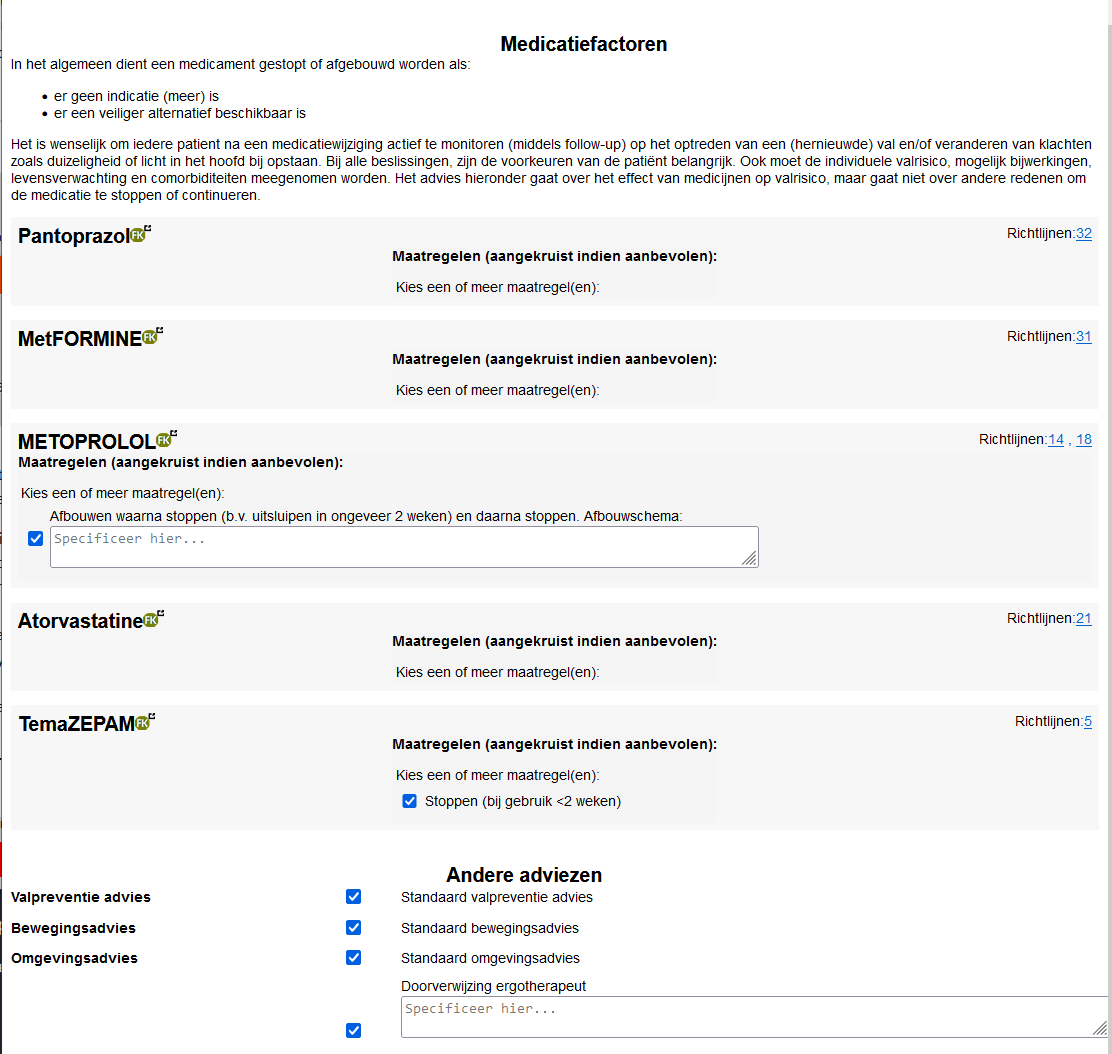 Medicatiefactoren
In het algemeen dient een medicament gestopt of afgebouwd worden als:
• er geen indicatie (meer) is
• er een veiliger alternatief beschikbaar is
Het is wenselijk om iedere patient na een medicatiewijziging actief te monitoren (middels follow-up) op het optreden van een (hernieuwde) val en/of veranderen van klachten
zoals duizeligheid of licht in het hoofd bij opstaan. Bij alle beslissingen, zijn de voorkeuren van de patiënt belangrijk. Ook moet de individuele valrisico, mogelijk bijwerkingen,
levensverwachting en comorbiditeiten meegenomen worden. Het advies hieronder gaat over het effect van medicijnen op valrisico, maar gaat niet over andere redenen om
de medicatie te stoppen of continueren.
Pantoprazol FK Richtlijnen:32
Maatregelen (aangekruist indien aanbevolen):
Kies een of meer maatregel(en):
MetFORMINE FK Richtlijnen:31
Maatregelen (aangekruist indien aanbevolen):
Kies een of meer maatregel(en):
METOPROLOL FK Richtlijnen:14 , 18
Maatregelen (aangekruist indien aanbevolen):
Kies een of meer maatregel(en):
Afbouwen waarna stoppen (b.v. uitsluipen in ongeveer 2 weken) en daarna stoppen. Afbouwschema:
Specificeer hier...
Atorvastatine FK Richtlijnen:21
Maatregelen (aangekruist indien aanbevolen):
Kies een of meer maatregel(en):
TemaZEPAM FK Richtlijnen:5
Maatregelen (aangekruist indien aanbevolen):
Kies een of meer maatregel(en):
Stoppen (bij gebruik <2 weken)
Andere adviezen
Valpreventie advies Standaard valpreventie advies
Bewegingsadvies Standaard bewegingsadvies
Omgevingsadvies Standaard omgevingsadvies
Doorverwijzing ergotherapeut
Specificeer hier...